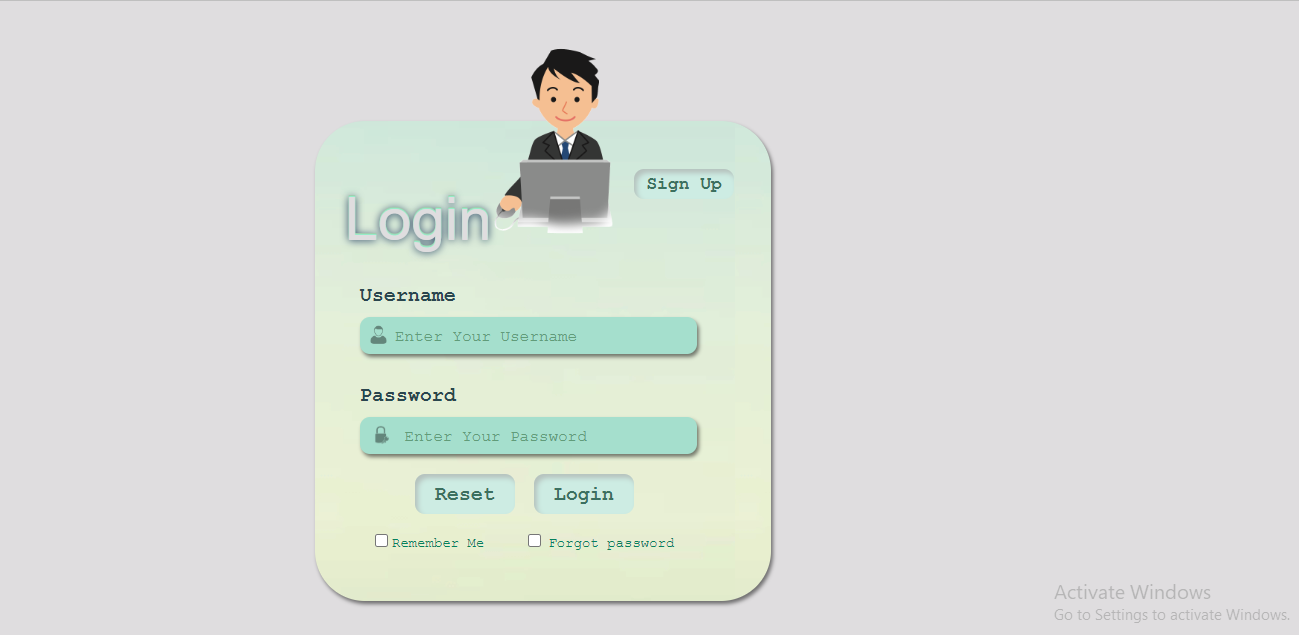 Sign Up
Login
Username
Enter Your Username
Password
Enter Your Password
Reset Login
Remember Me Forgot password
Activate Windows
Go to Settings to activate Windows.